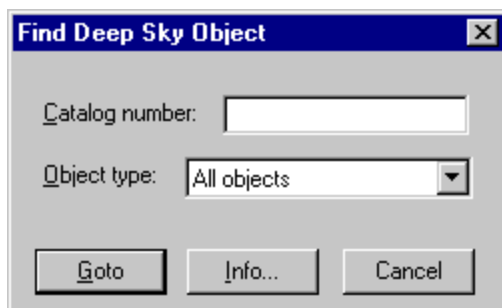 Find Deep Sky Object
Catalog number:
Object type: All objects
Goto Info... Cancel